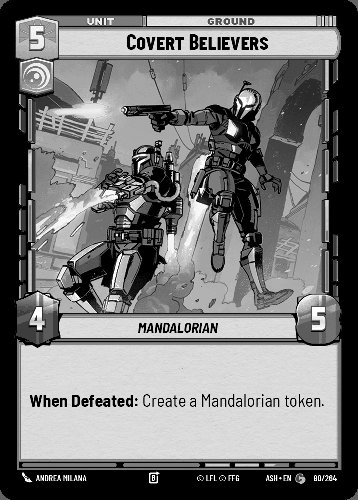 UNIT
GROUND
5
COVERT BELIEVERS
4
MANDALORIAN
5
When Defeated: Create a Mandalorian token.
ANDREA MILANA
© LFL © FFG
ASH • EN
80/264